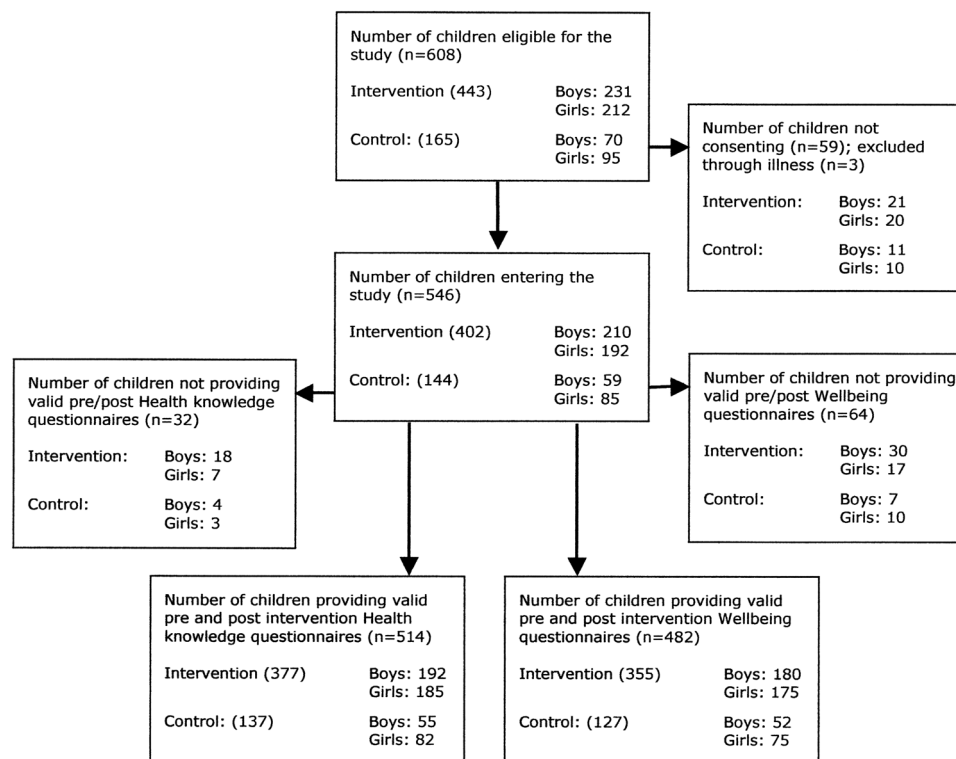 Number of children eligible for the
study (n=608)
Intervention (443) Boys: 231
Girls: 212
Control: (165) Boys: 70
Girls: 95
Number of children not
consenting (n=59); excluded
through illness (n=3)
Intervention: Boys: 21
Girls: 20
Control: Boys: 11
Girls: 10
Number of children entering the
study (n=546)
Intervention (402) Boys: 210
Girls: 192
Control: (144) Boys: 59
Girls: 85
Number of children not providing
valid pre/post Health knowledge
questionnaires (n=32)
Intervention: Boys: 18
Girls: 7
Control: Boys: 4
Girls: 3
Number of children not providing
valid pre/post Wellbeing
questionnaires (n=64)
Intervention: Boys: 30
Girls: 17
Control: Boys: 7
Girls: 10
Number of children providing valid
pre and post intervention Health
knowledge questionnaires (n=514)
Intervention (377) Boys: 192
Girls: 185
Control: (137) Boys: 55
Girls: 82
Number of children providing valid
pre and post intervention Wellbeing
questionnaires (n=482)
Intervention (355) Boys: 180
Girls: 175
Control: (127) Boys: 52
Girls: 75